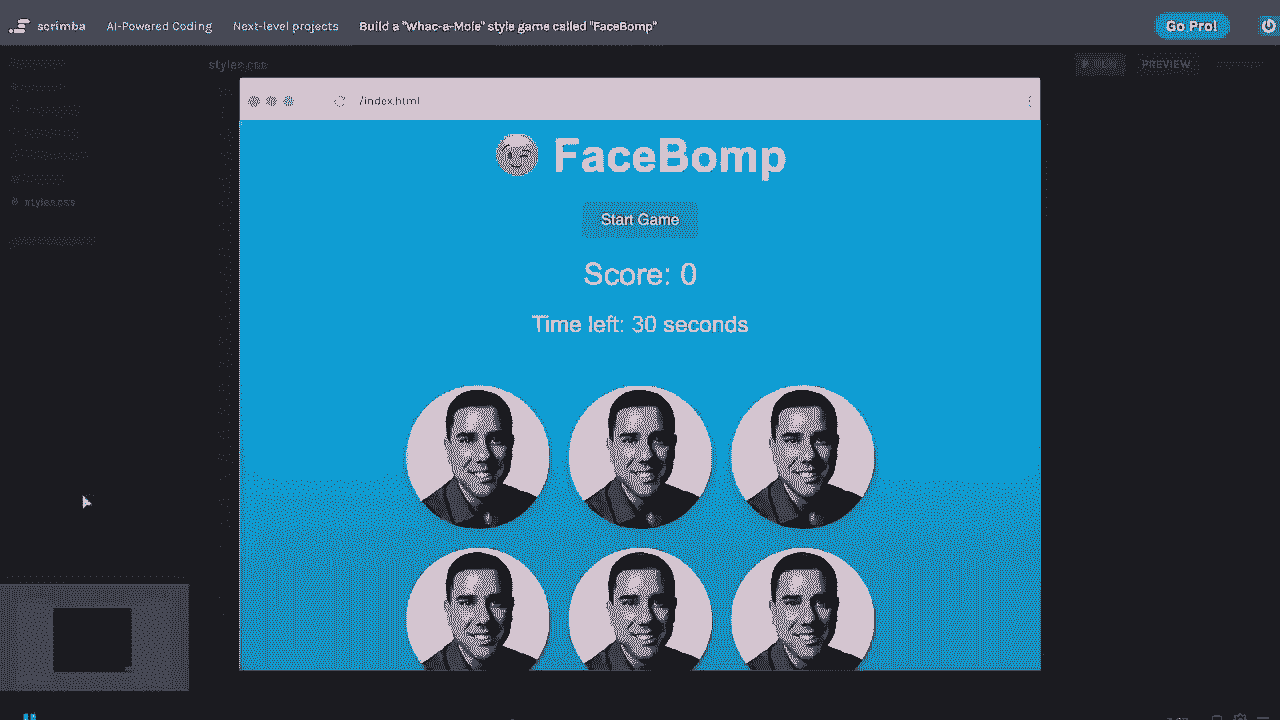 scrimba AI-Powered Coding Next-level projects Build a "Whac-a-Mole" style game called "FaceBomp" Go Pro!
styles.css PREVIEW
/index.html
FaceBomp
Start Game
Score: 0
Time left: 30 seconds
styles.css